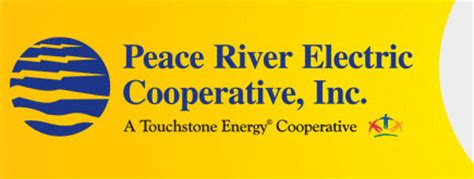 Peace River Electric
Cooperative, Inc.
A Touchstone Energy® Cooperative